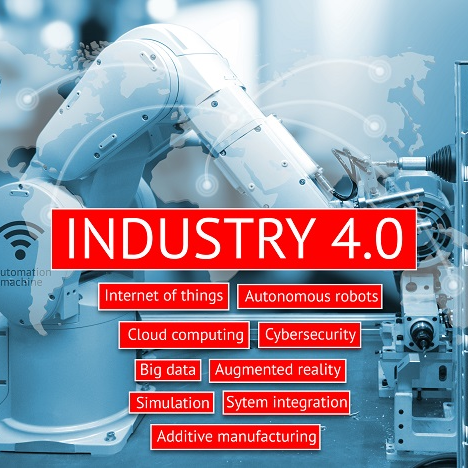 INDUSTRY 4.0
automation
machine
Internet of things
Autonomous robots
Cloud computing
Cybersecurity
Big data
Augmented reality
Simulation
Sytem integration
Additive manufacturing